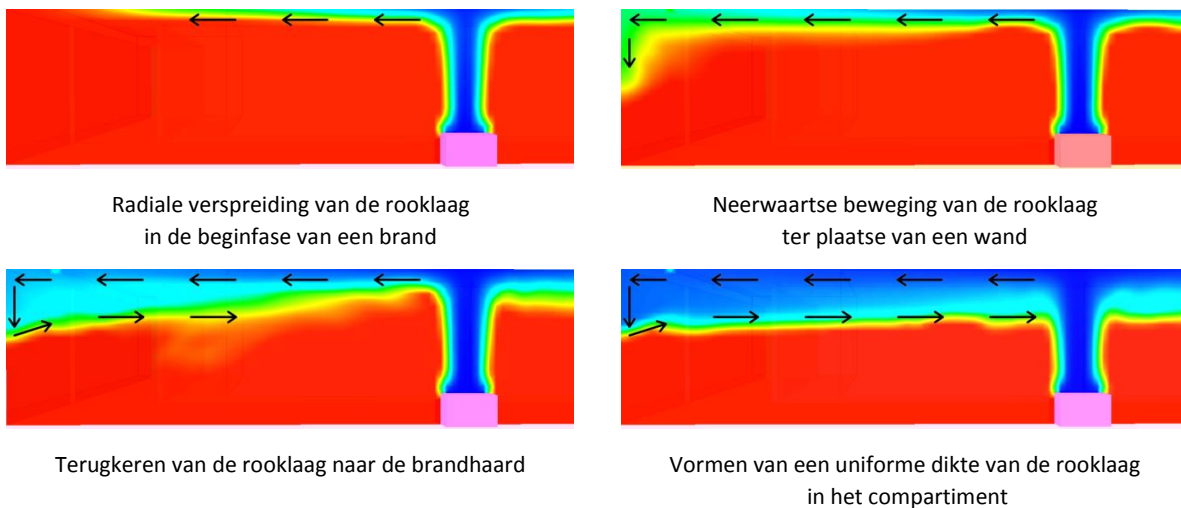 Radiale verspreiding van de rooklaag
in de beginfase van een brand
Neerwaartse beweging van de rooklaag
ter plaatse van een wand
Terugkeren van de rooklaag naar de brandhaard
Vormen van een uniforme dikte van de rooklaag
in het compartiment